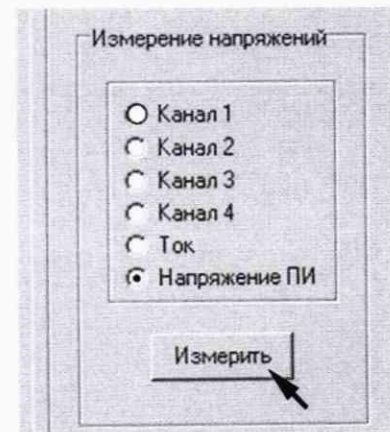 Измерение напряжений
Канал 1
Канал 2
Канал 3
Канал 4
Ток
Напряжение ПИ
Измерить